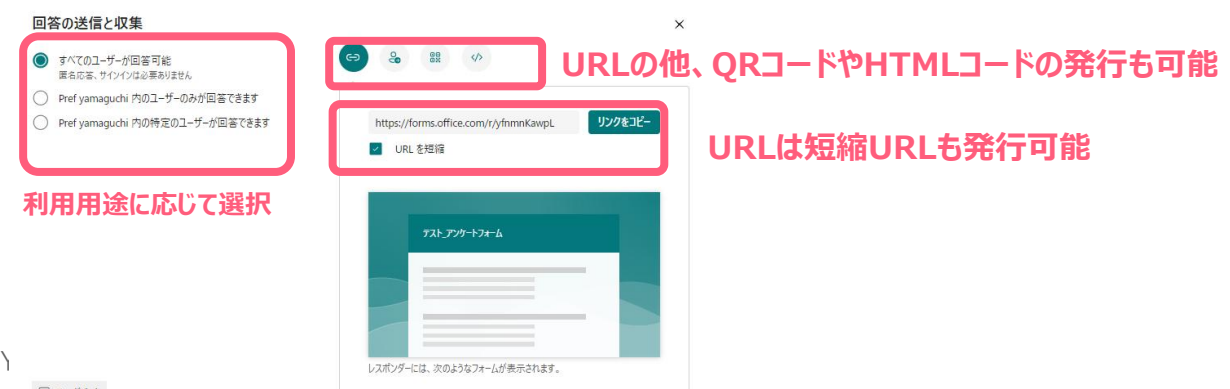 回答の送信と収集
すべてのユーザーが回答可能
匿名応答、サインインは必要ありません
Pref yamaguchi 内のユーザーのみが回答できます
Pref yamaguchi 内の特定のユーザーが回答できます
利用用途に応じて選択
URLの他、QRコードやHTMLコードの発行も可能
https://forms.office.com/r/yfnmnKawpL
リンクをコピー
URL を短縮
URLは短縮URLも発行可能
テスト_アンケートフォーム
レスポンダーには、次のようなフォームが表示されます。